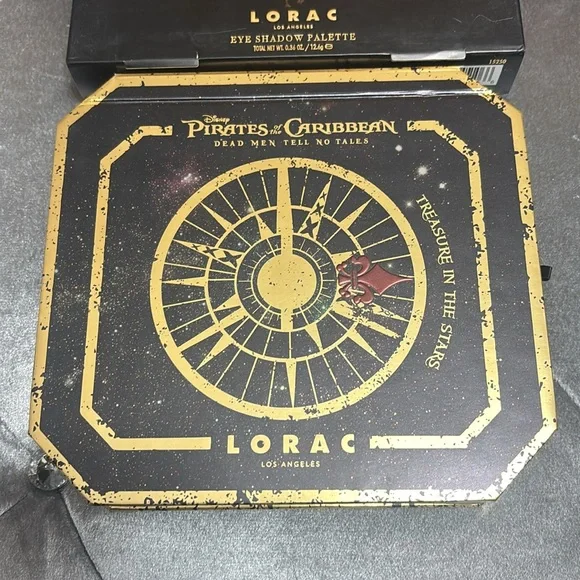 LORAC
LOS ANGELES
EYE SHADOW PALETTE
TOTAL NET WT. 0.36 OZ. / 12.6g e
15250
Disney
PIRATES of the CARIBBEAN
DEAD MEN TELL NO TALES
TREASURE IN THE STARS
LORAC
LOS ANGELES